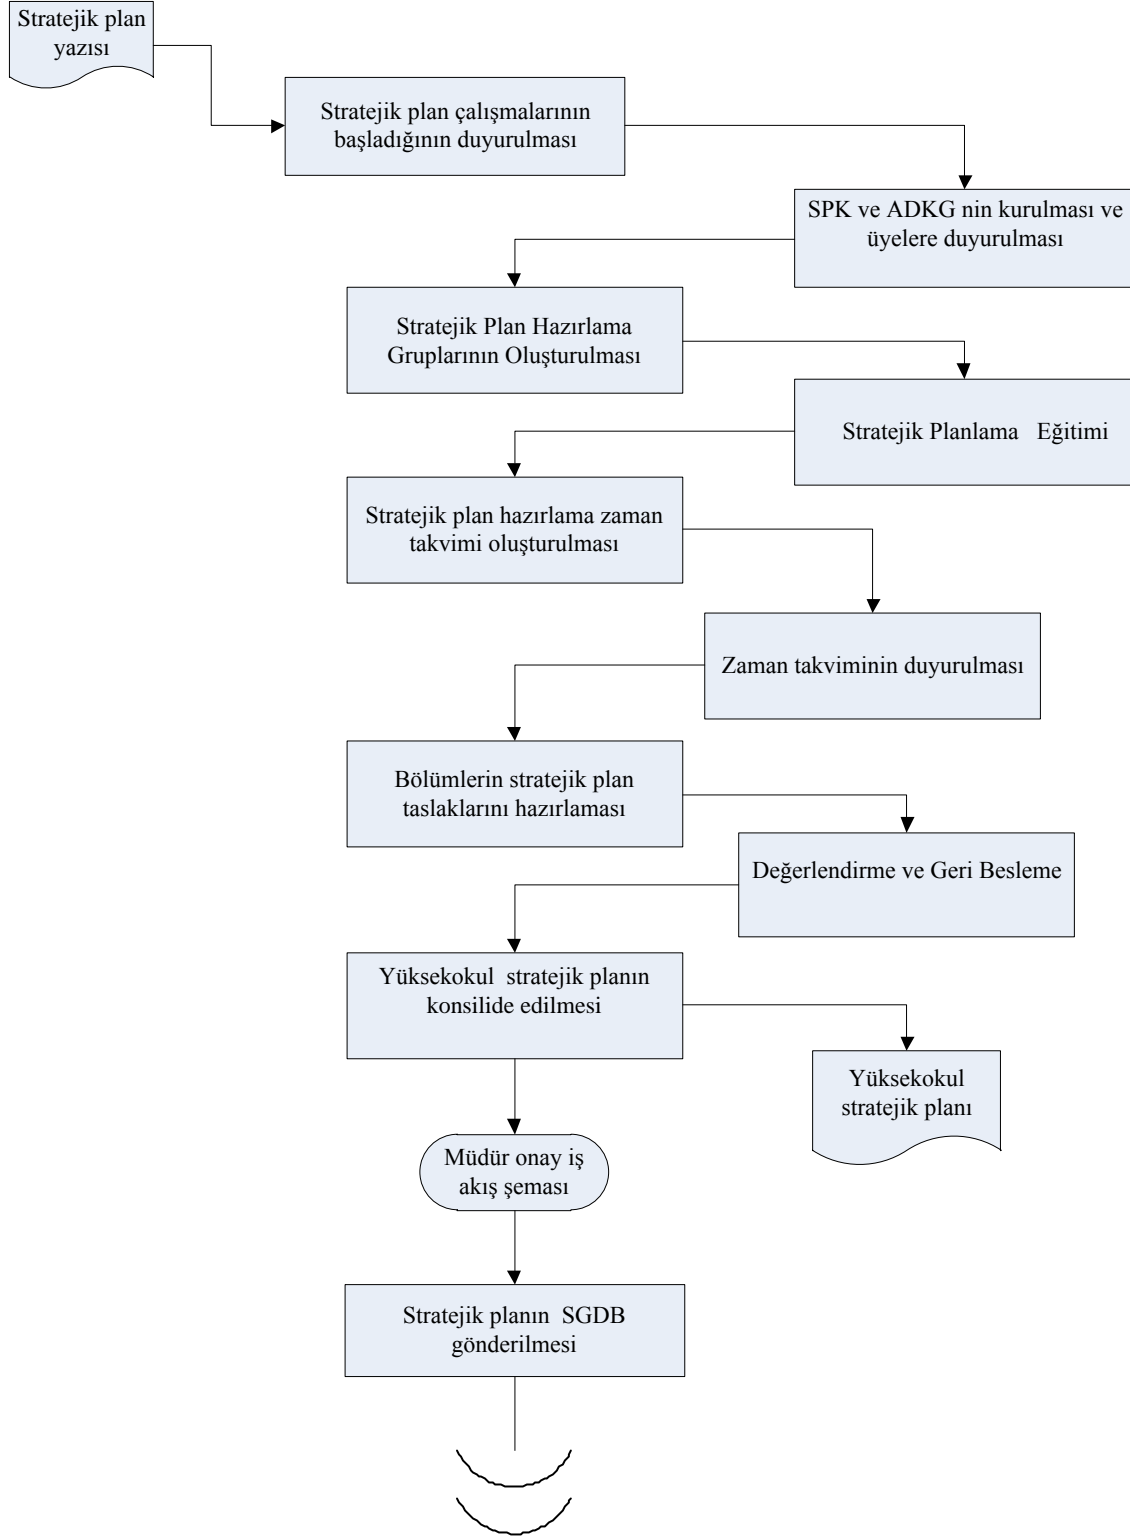 Stratejik plan
yazısı
Stratejik plan çalışmalarının
başladığının duyurulması
SPK ve ADKG nin kurulması ve
üyelere duyurulması
Stratejik Plan Hazırlama
Gruplarının Oluşturulması
Stratejik Planlama Eğitimi
Stratejik plan hazırlama zaman
takvimi oluşturulması
Zaman takviminin duyurulması
Bölümlerin stratejik plan
taslaklarını hazırlaması
Değerlendirme ve Geri Besleme
Yüksekokul stratejik planın
konsilide edilmesi
Yüksekokul
stratejik planı
Müdür onay iş
akış şeması
Stratejik planın SGDB
gönderilmesi